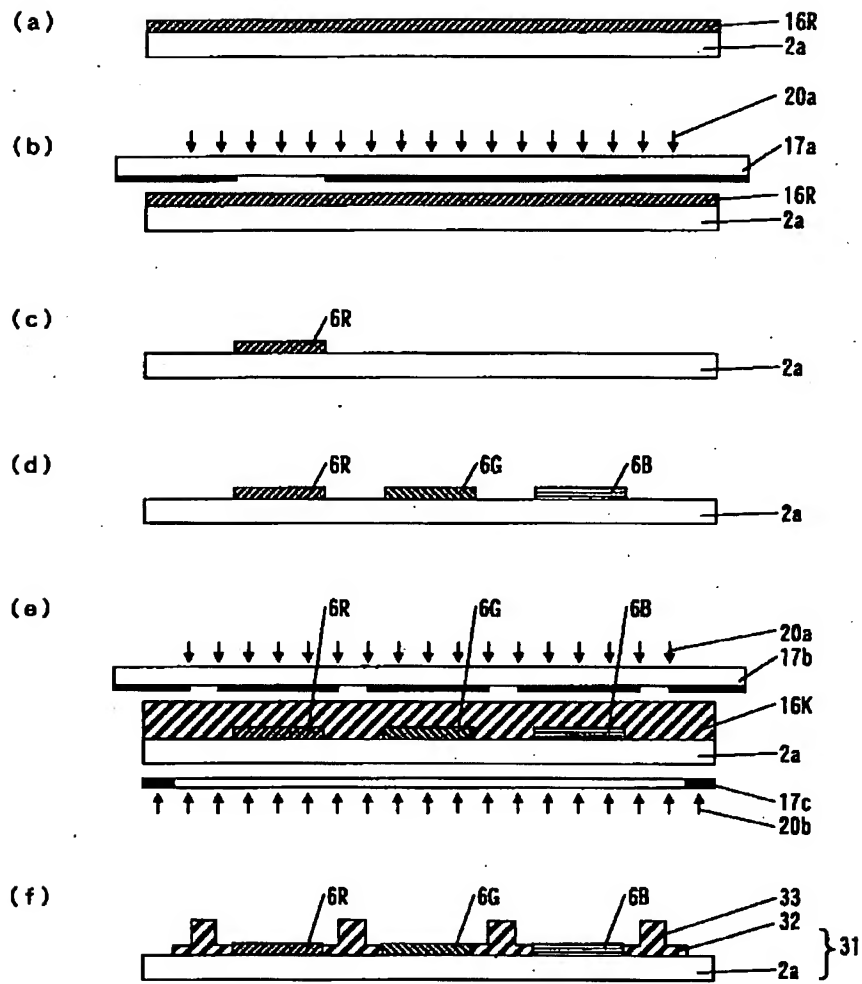 (a)
16R
2a
20a
(b)
17a
16R
2a
(c)
6R
2a
(d)
6R 6G 6B
2a
(e)
6R 6G 6B
20a
17b
16K
2a
17c
20b
(f)
6R 6G 6B
33
32
31
2a